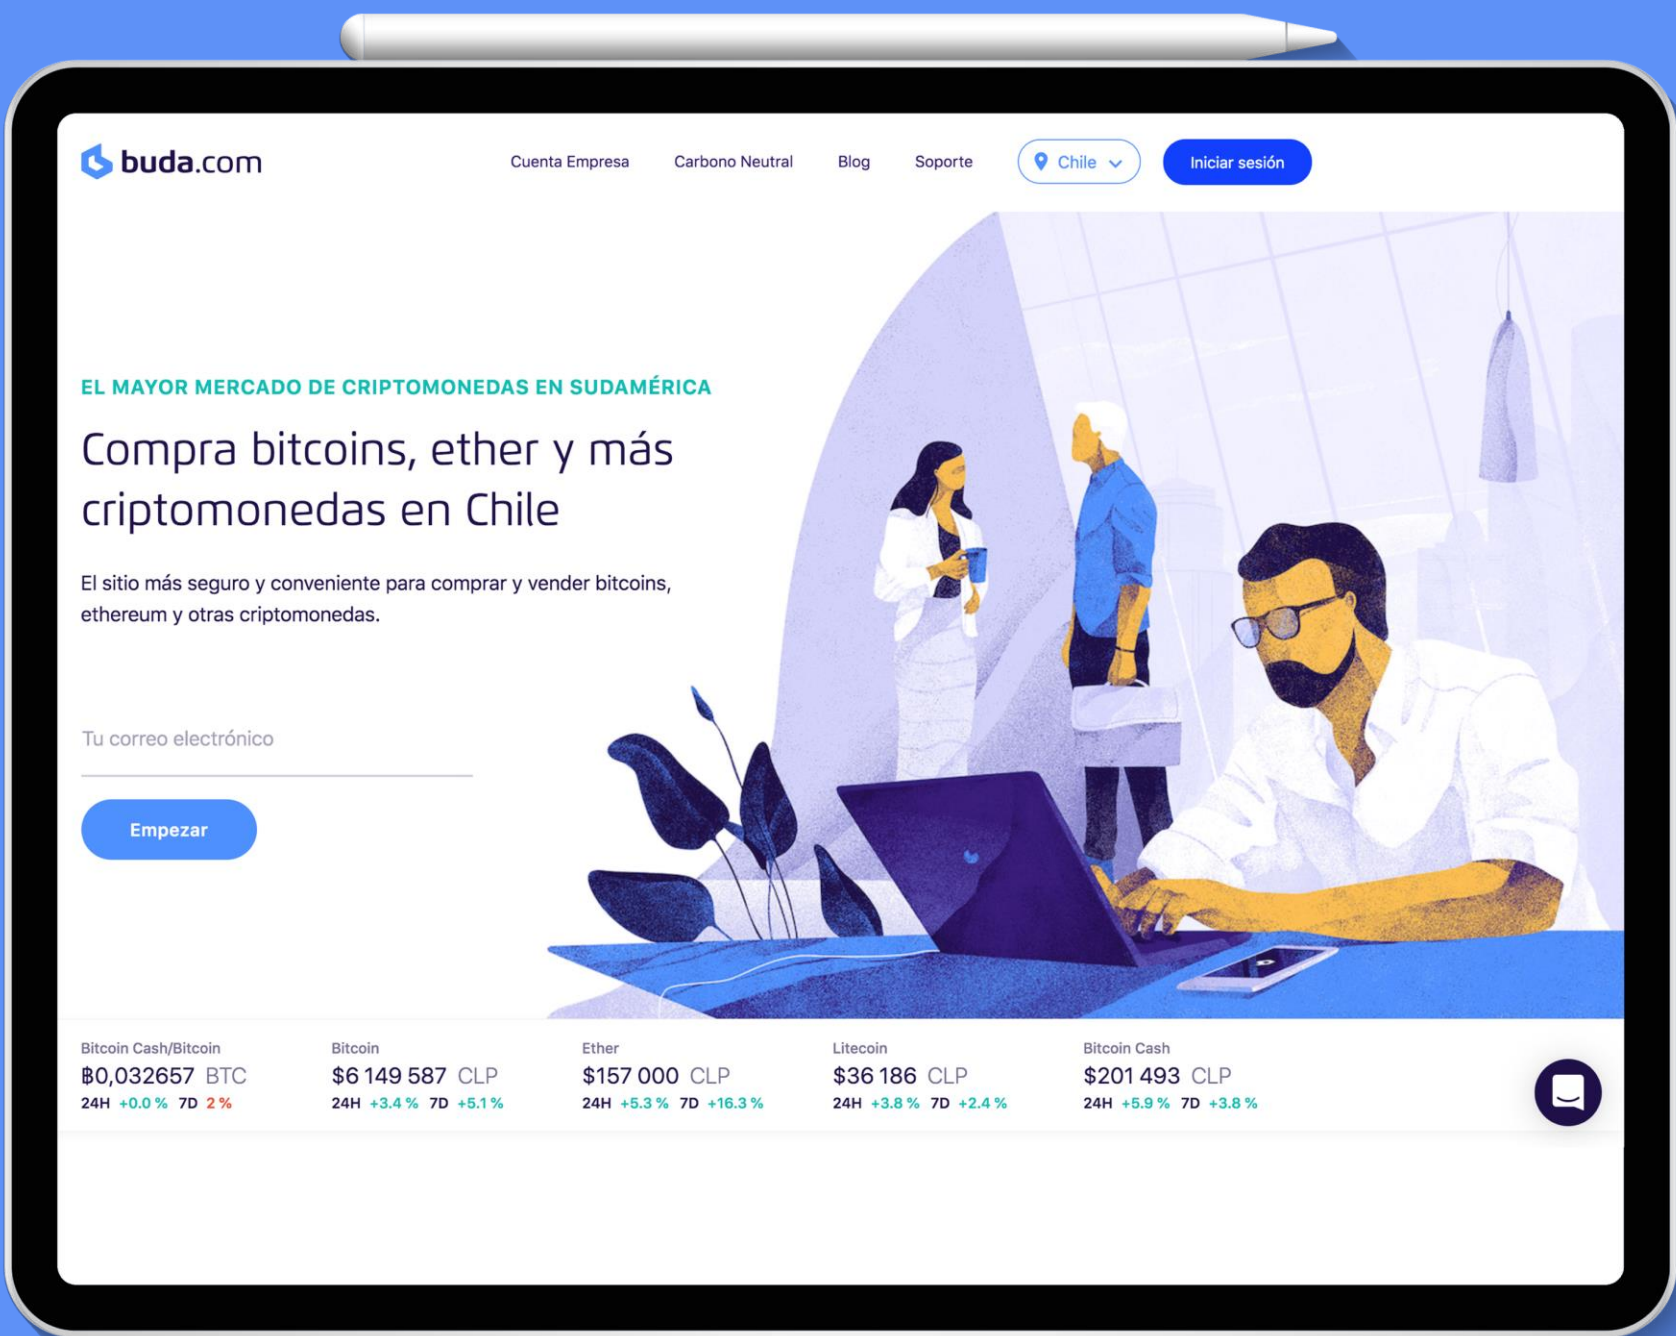 buda.com
Cuenta Empresa Carbono Neutral Blog Soporte Chile Iniciar sesión
EL MAYOR MERCADO DE CRIPTOMONEDAS EN SUDAMÉRICA
Compra bitcoins, ether y más
criptomonedas en Chile
El sitio más seguro y conveniente para comprar y vender bitcoins,
ethereum y otras criptomonedas.
Tu correo electrónico
Empezar
Bitcoin Cash/Bitcoin Bitcoin Ether Litecoin Bitcoin Cash
฿0,032657 BTC $6 149 587 CLP $157 000 CLP $36 186 CLP $201 493 CLP
24H +0.0 % 7D 2 % 24H +3.4 % 7D +5.1 % 24H +5.3 % 7D +16.3 % 24H +3.8 % 7D +2.4 % 24H +5.9 % 7D +3.8 %